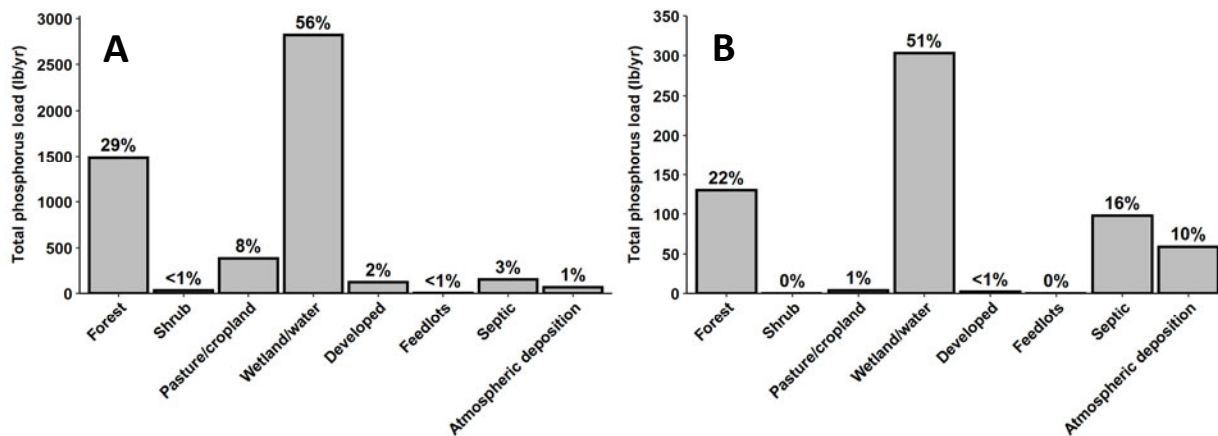 A
Total phosphorus load (lb/yr)
3000
2500
2000
1500
1000
500
0
29%
<1%
8%
56%
2%
<1%
3%
1%
Forest
Shrub
Pasture/cropland
Wetland/water
Developed
Feedlots
Septic
Atmospheric deposition
B
Total phosphorus load (lb/yr)
350
300
250
200
150
100
50
0
22%
0%
1%
51%
<1%
0%
16%
10%
Forest
Shrub
Pasture/cropland
Wetland/water
Developed
Feedlots
Septic
Atmospheric deposition